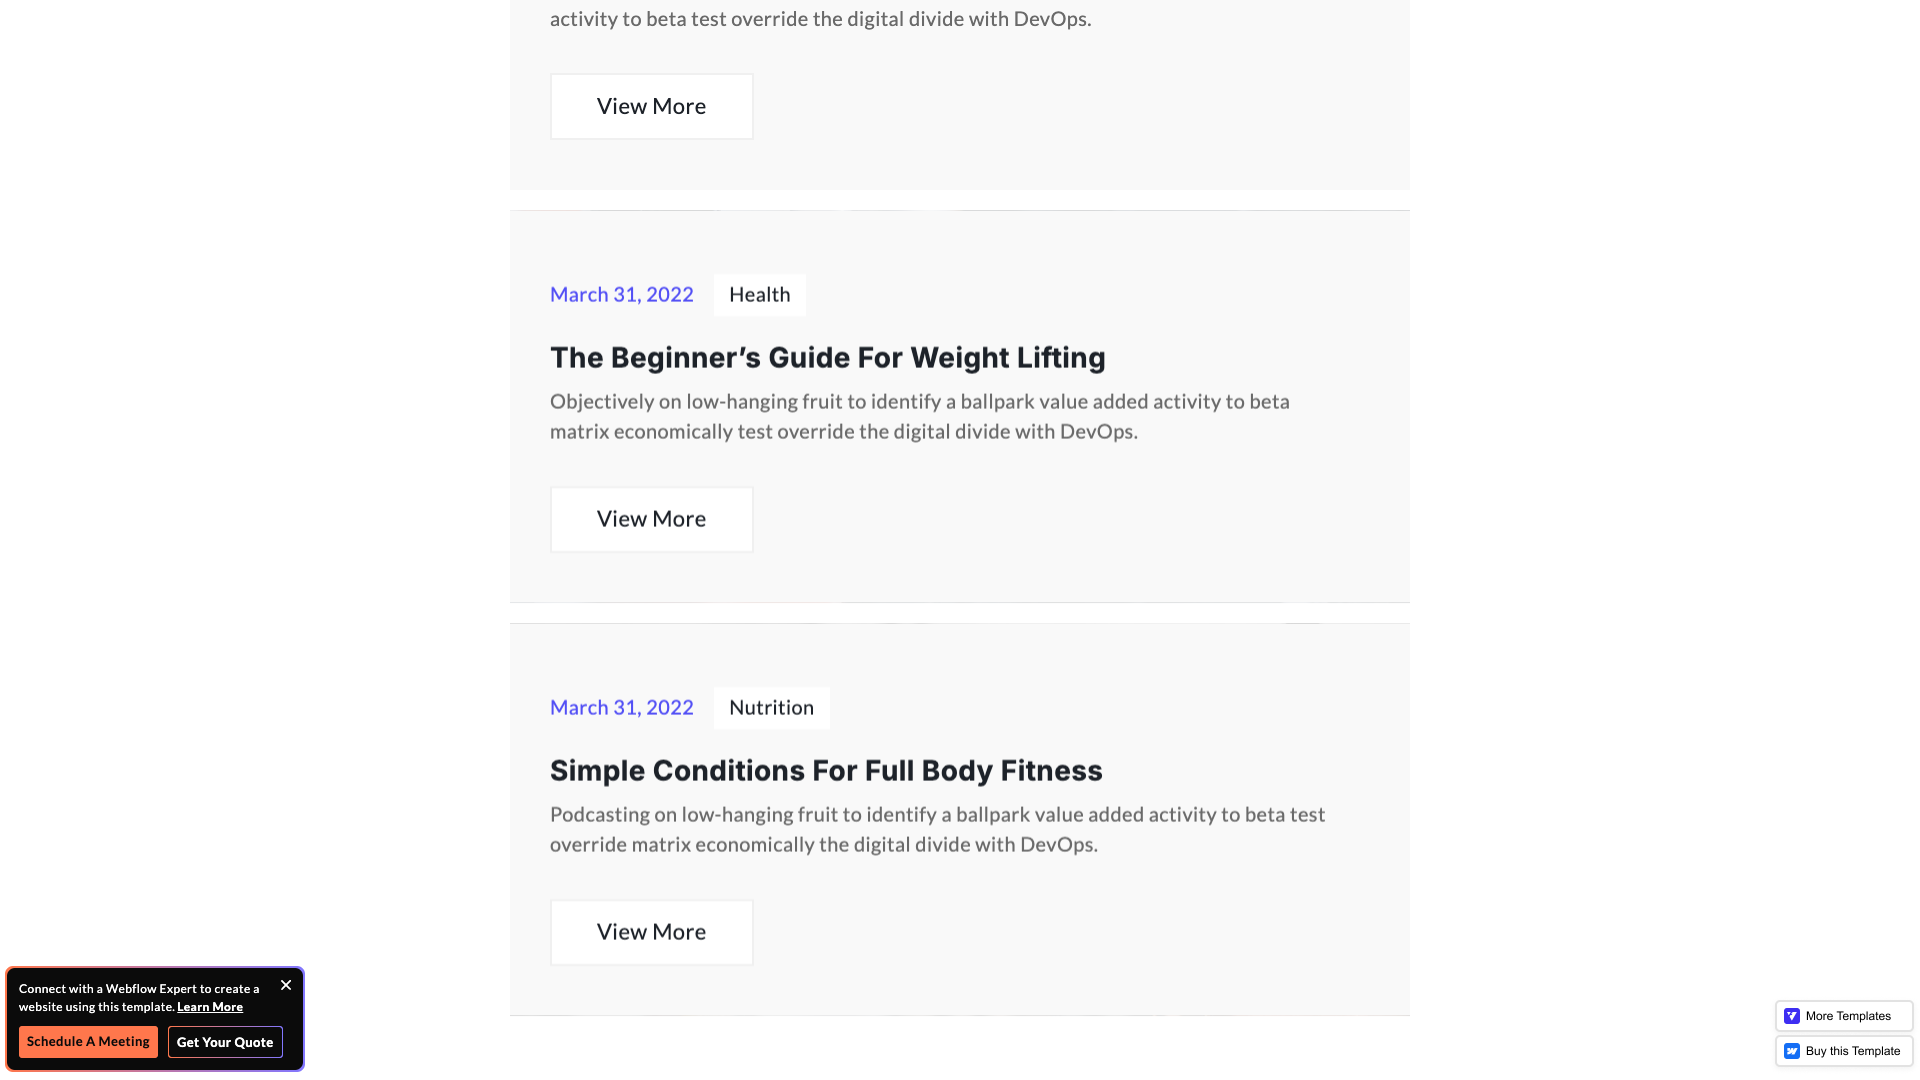 activity to beta test override the digital divide with DevOps.
View More
March 31, 2022 Health
The Beginner’s Guide For Weight Lifting
Objectively on low-hanging fruit to identify a ballpark value added activity to beta
matrix economically test override the digital divide with DevOps.
View More
March 31, 2022 Nutrition
Simple Conditions For Full Body Fitness
Podcasting on low-hanging fruit to identify a ballpark value added activity to beta test
override matrix economically the digital divide with DevOps.
View More
Connect with a Webflow Expert to create a
website using this template. Learn More
Schedule A Meeting Get Your Quote
More Templates
Buy this Template